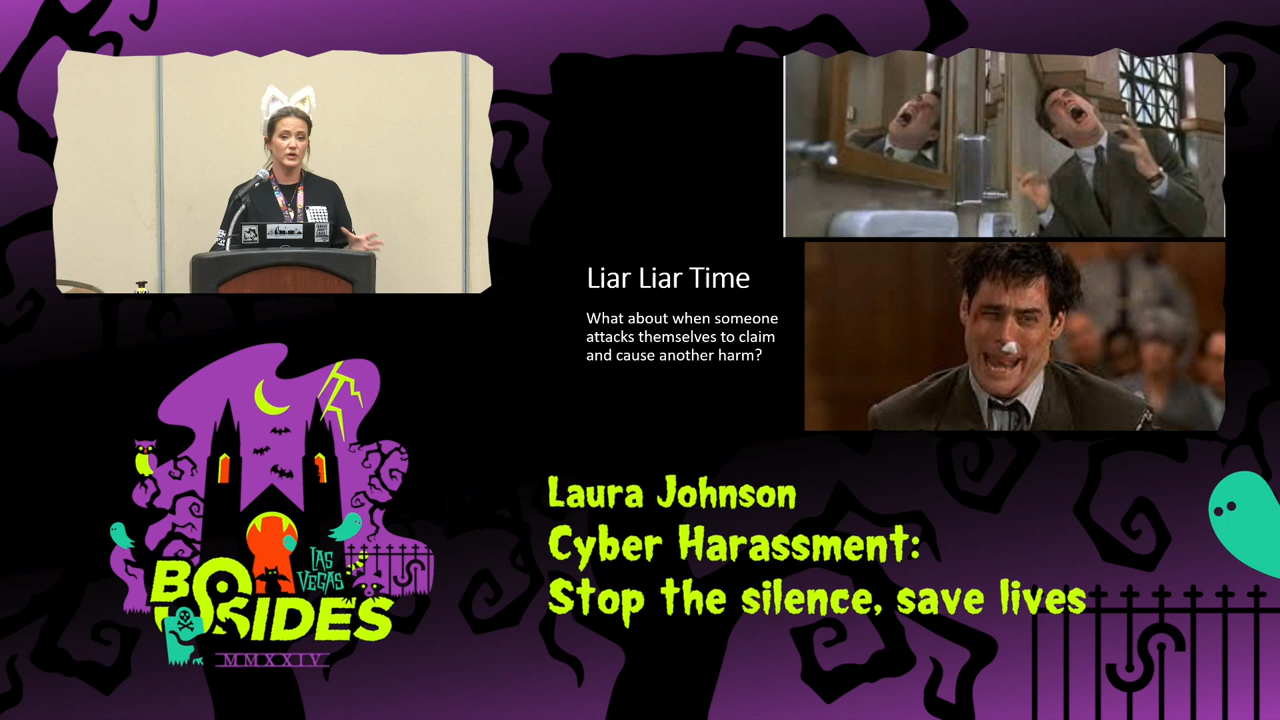 Liar Liar Time
What about when someone
attacks themselves to claim
and cause another harm?
Laura Johnson
Cyber Harassment:
Stop the silence, save lives
LAS
VEGAS
BSIDES
MMXXIV